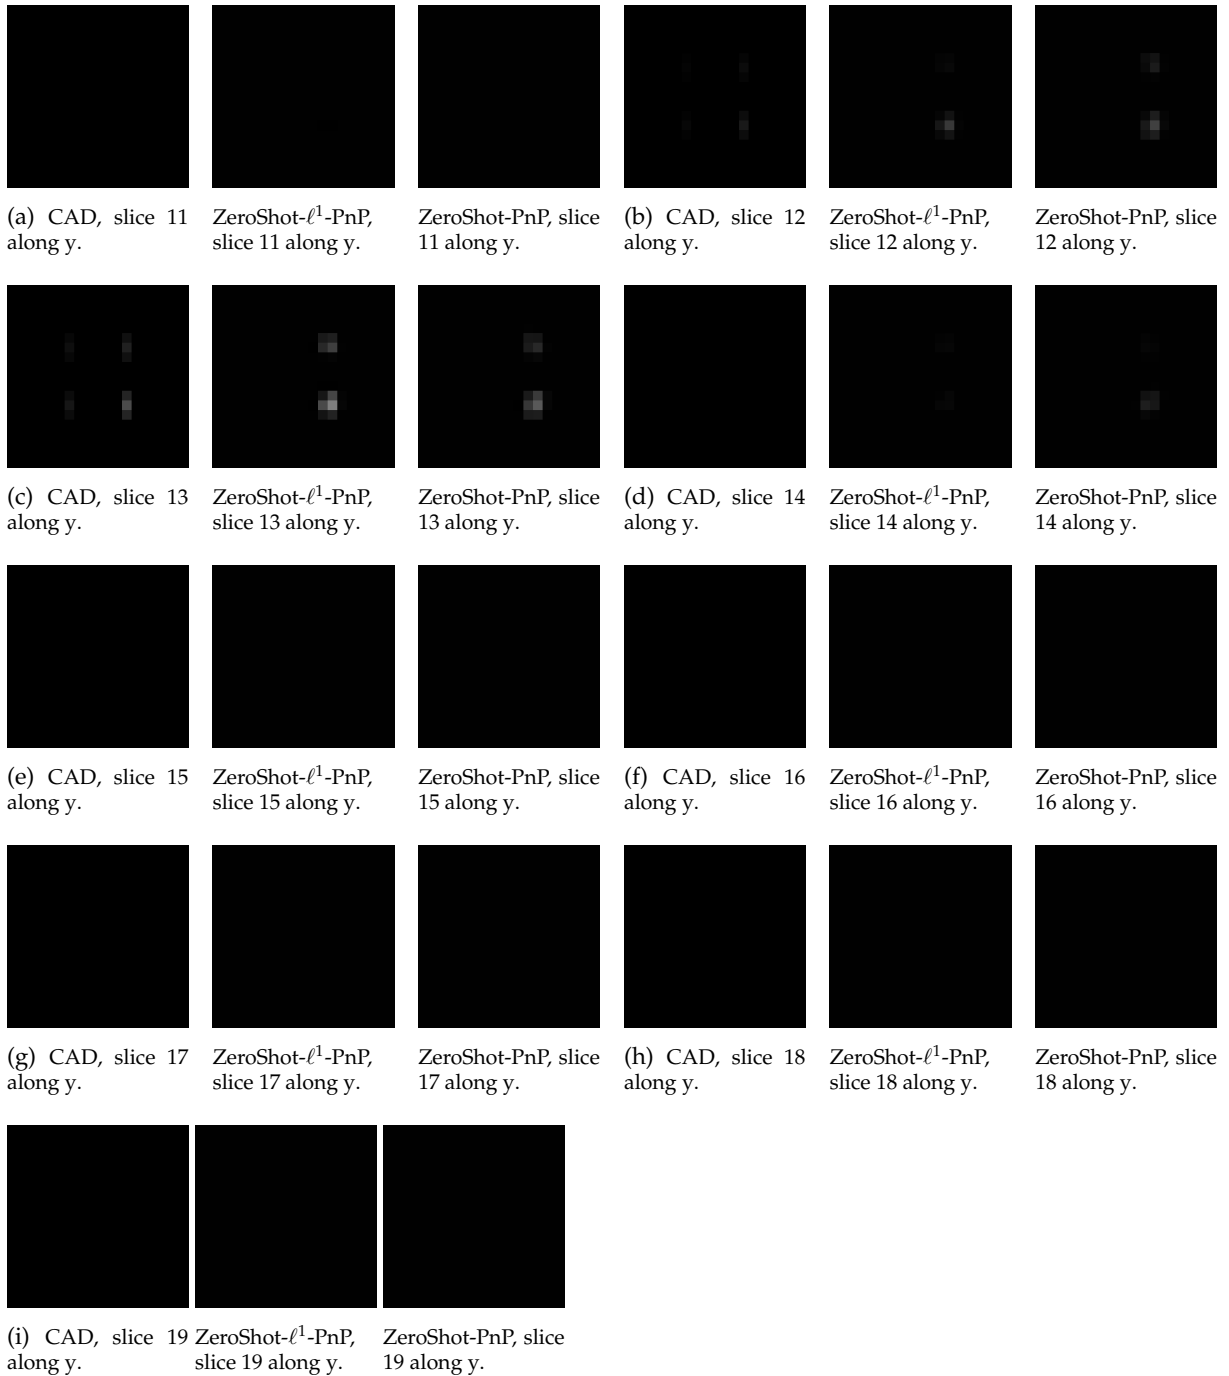 (a) CAD, slice 11
along y.
ZeroShot-ℓ¹-PnP,
slice 11 along y.
ZeroShot-PnP, slice
11 along y.
(b) CAD, slice 12
along y.
ZeroShot-ℓ¹-PnP,
slice 12 along y.
ZeroShot-PnP, slice
12 along y.
(c) CAD, slice 13
along y.
ZeroShot-ℓ¹-PnP,
slice 13 along y.
ZeroShot-PnP, slice
13 along y.
(d) CAD, slice 14
along y.
ZeroShot-ℓ¹-PnP,
slice 14 along y.
ZeroShot-PnP, slice
14 along y.
(e) CAD, slice 15
along y.
ZeroShot-ℓ¹-PnP,
slice 15 along y.
ZeroShot-PnP, slice
15 along y.
(f) CAD, slice 16
along y.
ZeroShot-ℓ¹-PnP,
slice 16 along y.
ZeroShot-PnP, slice
16 along y.
(g) CAD, slice 17
along y.
ZeroShot-ℓ¹-PnP,
slice 17 along y.
ZeroShot-PnP, slice
17 along y.
(h) CAD, slice 18
along y.
ZeroShot-ℓ¹-PnP,
slice 18 along y.
ZeroShot-PnP, slice
18 along y.
(i) CAD, slice 19
along y.
ZeroShot-ℓ¹-PnP,
slice 19 along y.
ZeroShot-PnP, slice
19 along y.